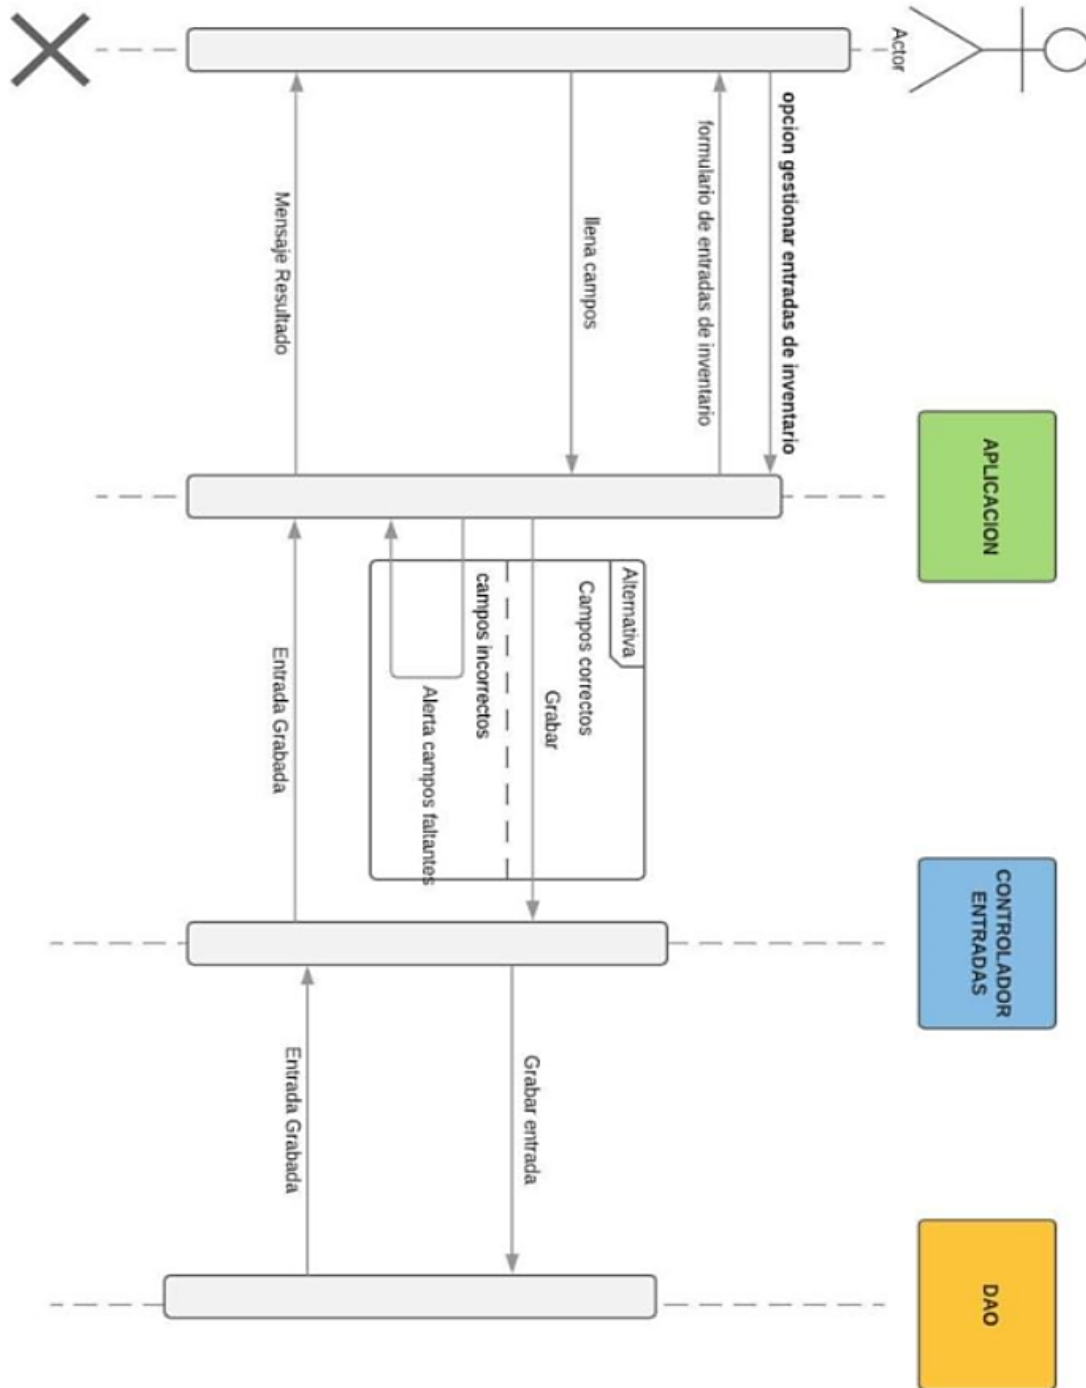 Actor
APLICACION
CONTROLADOR
ENTRADAS
DAO
opcion gestionar entradas de inventario
formulario de entradas de inventario
llena campos
Alternativa
Campos correctos
Grabar
Grabar entrada
campos incorrectos
Alerta campos faltantes
Entrada Grabada
Entrada Grabada
Mensaje Resultado